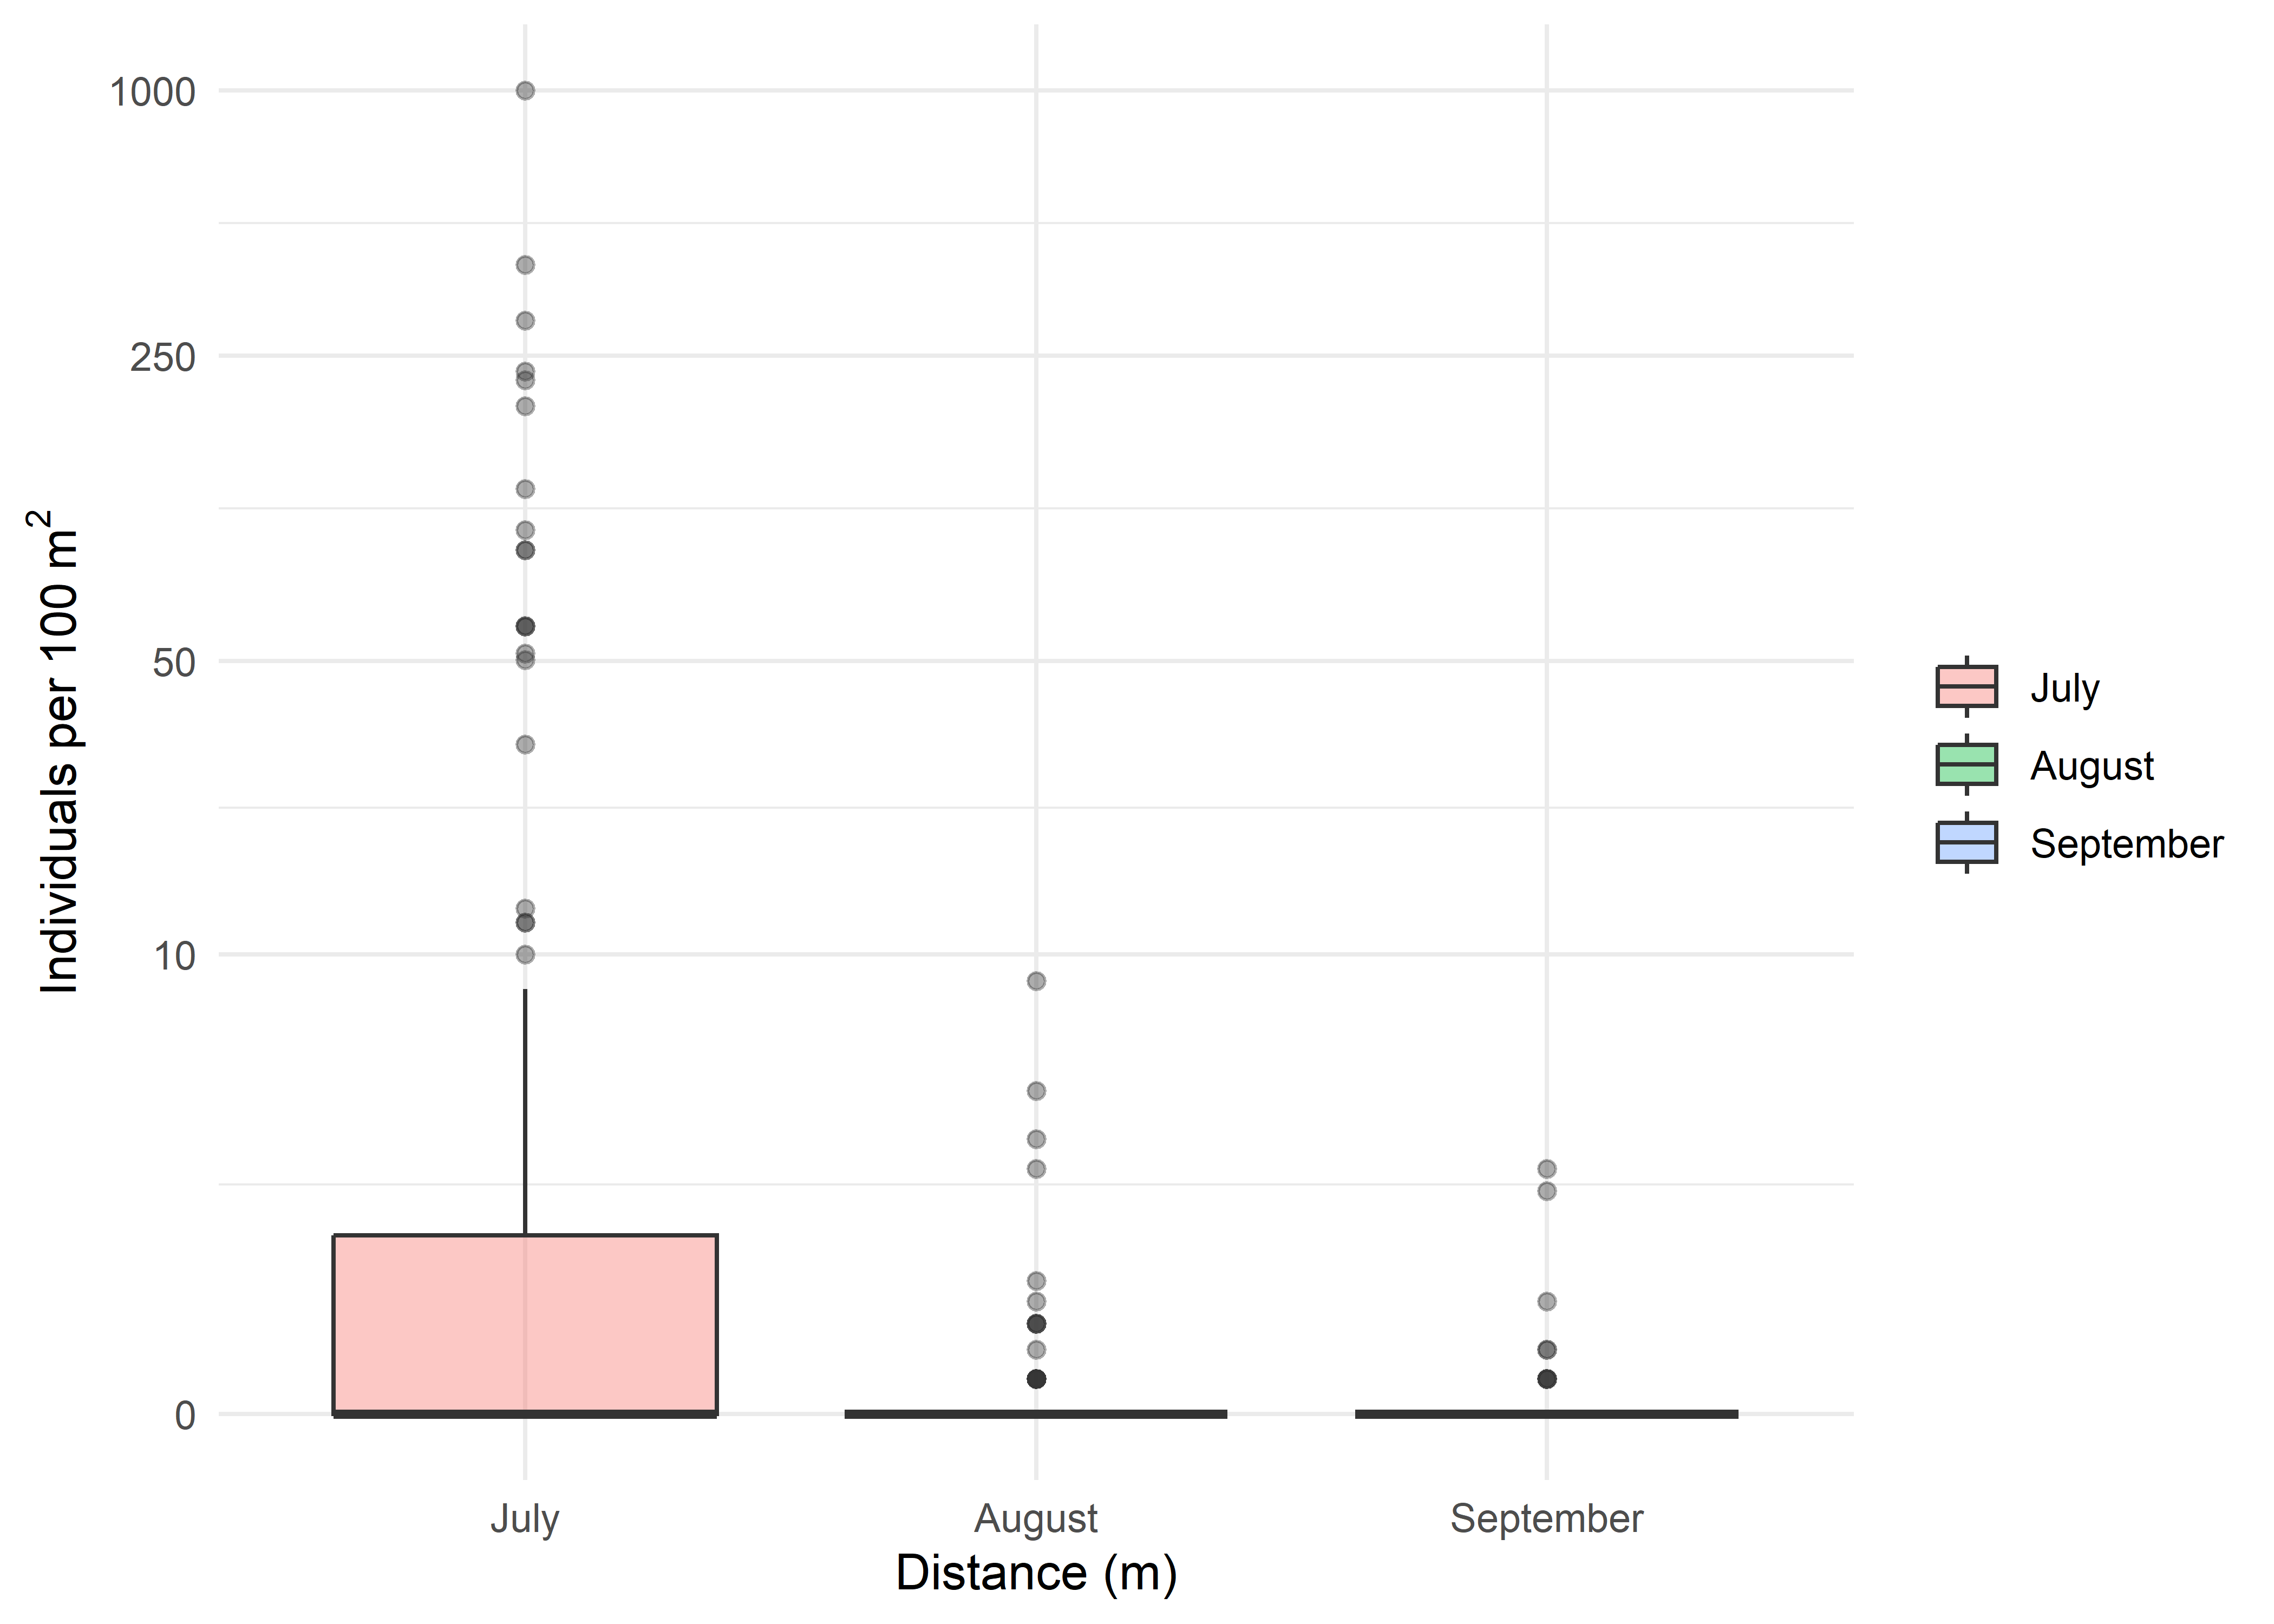 Individuals per 100 m²
1000
250
50
10
0
July
August
September
Distance (m)
July
August
September